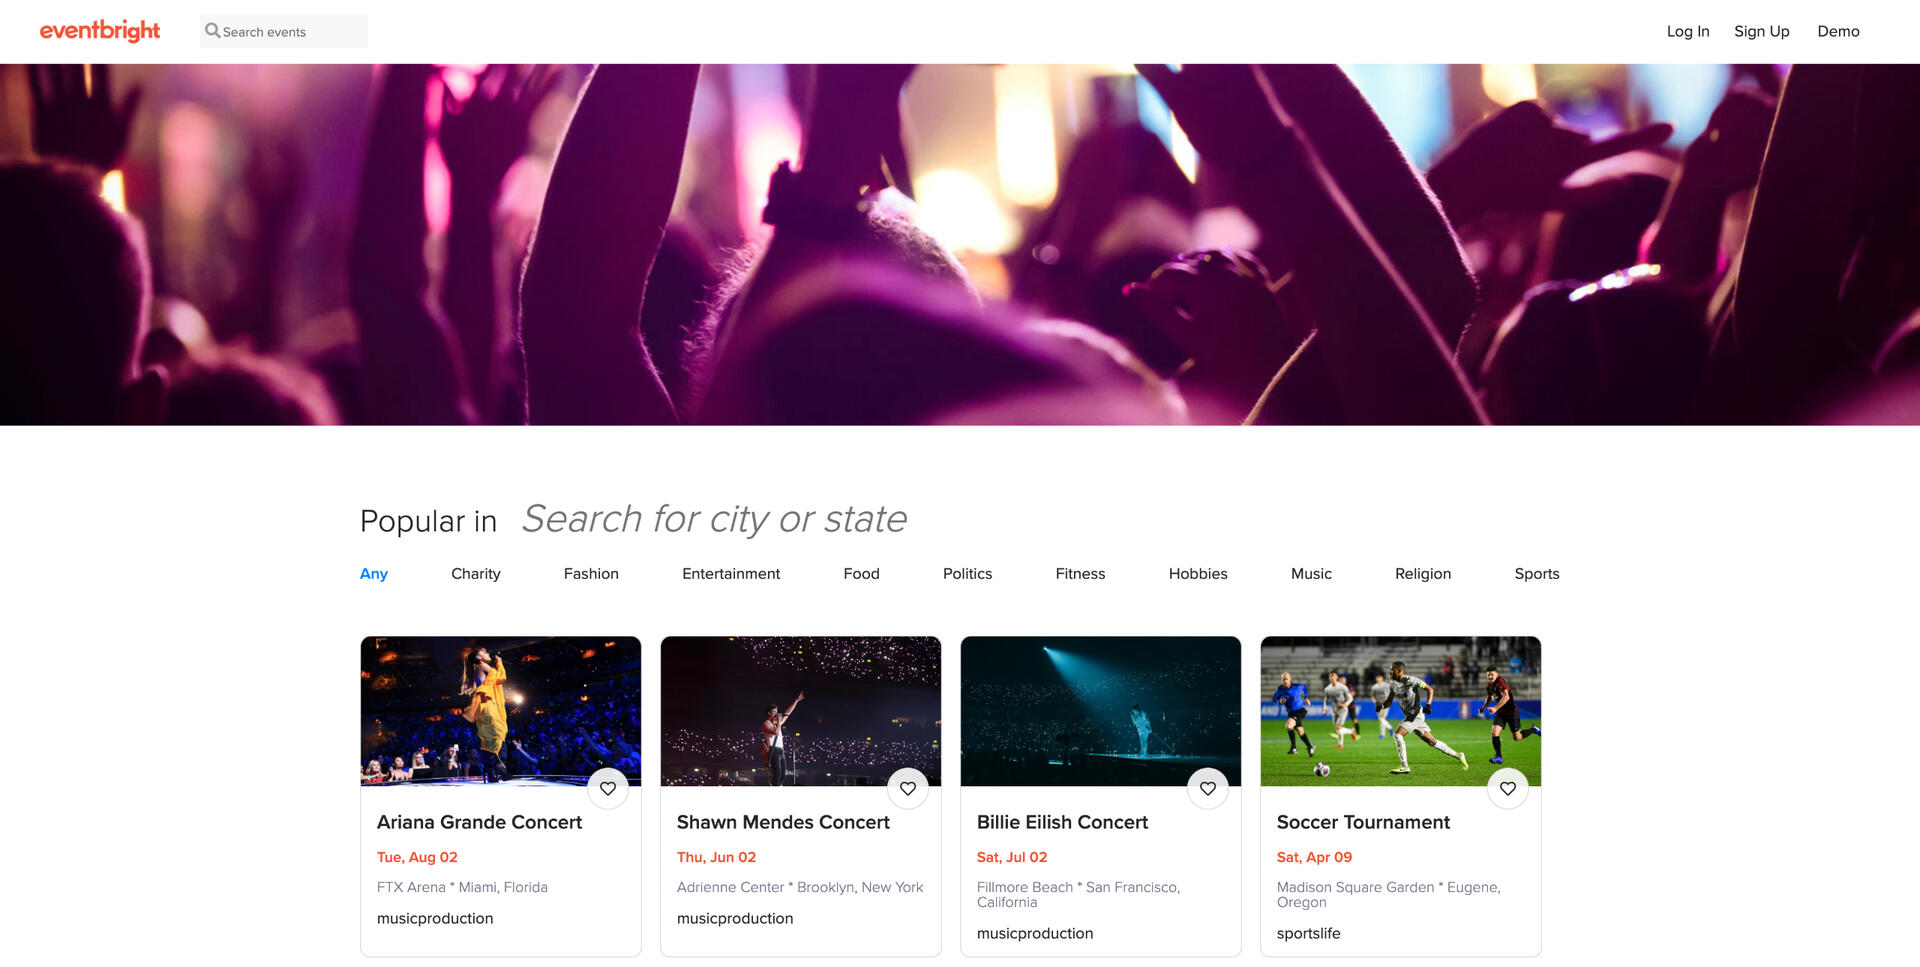 eventbright
Search events
Log In
Sign Up
Demo
Popular in Search for city or state
Any
Charity
Fashion
Entertainment
Food
Politics
Fitness
Hobbies
Music
Religion
Sports
Ariana Grande Concert
Tue, Aug 02
FTX Arena * Miami, Florida
musicproduction
Shawn Mendes Concert
Thu, Jun 02
Adrienne Center * Brooklyn, New York
musicproduction
Billie Eilish Concert
Sat, Jul 02
Fillmore Beach * San Francisco,
California
musicproduction
Soccer Tournament
Sat, Apr 09
Madison Square Garden * Eugene,
Oregon
sportslife